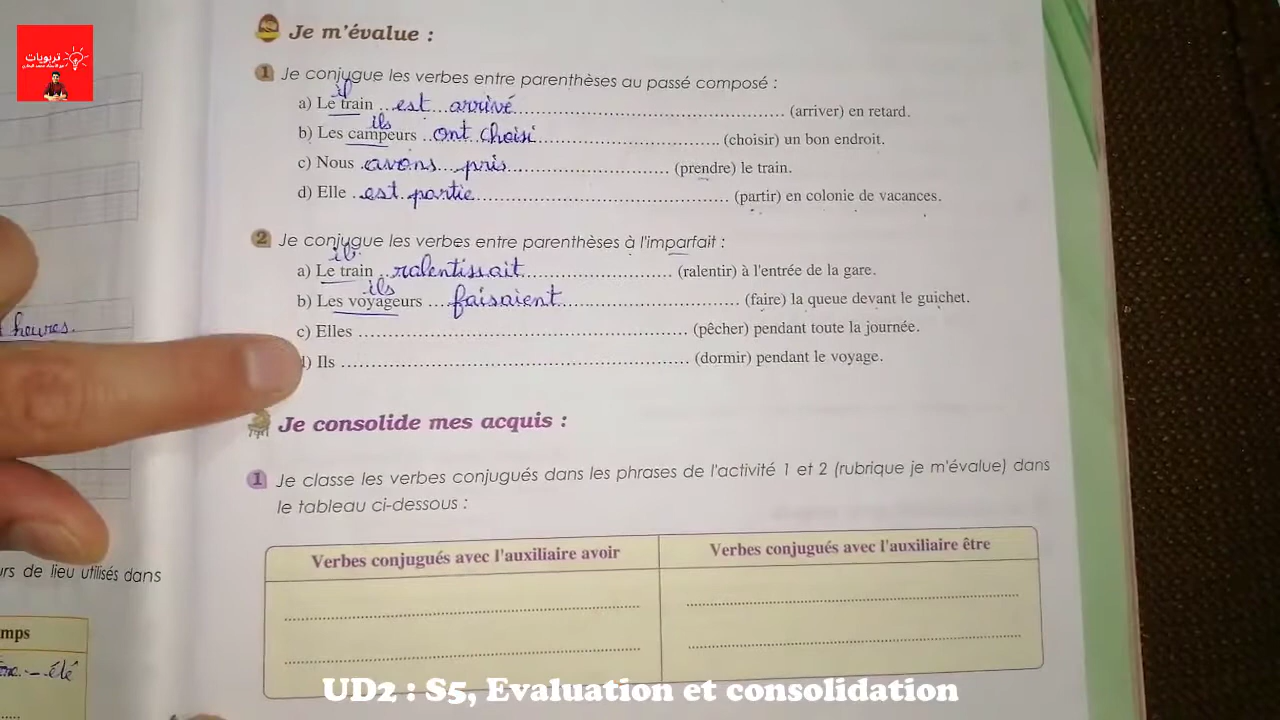 تربويات
Je m'évalue :
1 Je conjugue les verbes entre parenthèses au passé composé :
il
a) Le train ..est arrivé.................... (arriver) en retard.
ils
b) Les campeurs ..ont choisi.................... (choisir) un bon endroit.
c) Nous .avons pris.................... (prendre) le train.
d) Elle ..est partie.................... (partir) en colonie de vacances.
2 Je conjugue les verbes entre parenthèses à l'imparfait :
il
a) Le train ..ralentissait.................... (ralentir) à l'entrée de la gare.
ils
b) Les voyageurs ....faisaient.................... (faire) la queue devant le guichet.
heures.
c) Elles .................... (pêcher) pendant toute la journée.
) Ils .................... (dormir) pendant le voyage.
Je consolide mes acquis :
1 Je classe les verbes conjugués dans les phrases de l'activité 1 et 2 (rubrique je m'évalue) dans
le tableau ci-dessous :
Verbes conjugués avec l'auxiliaire avoir
Verbes conjugués avec l'auxiliaire être
rs de lieu utilisés dans
mps
été
UD2 : S5, Evaluation et consolidation